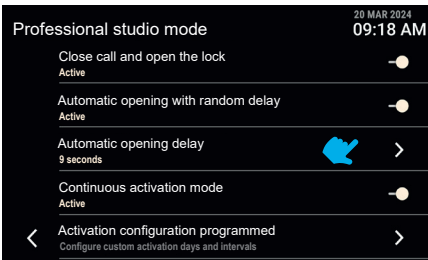 20 MAR 2024
Professional studio mode
09:18 AM
Close call and open the lock
Active
Automatic opening with random delay
Active
Automatic opening delay
9 seconds
Continuous activation mode
Active
Activation configuration programmed
Configure custom activation days and intervals